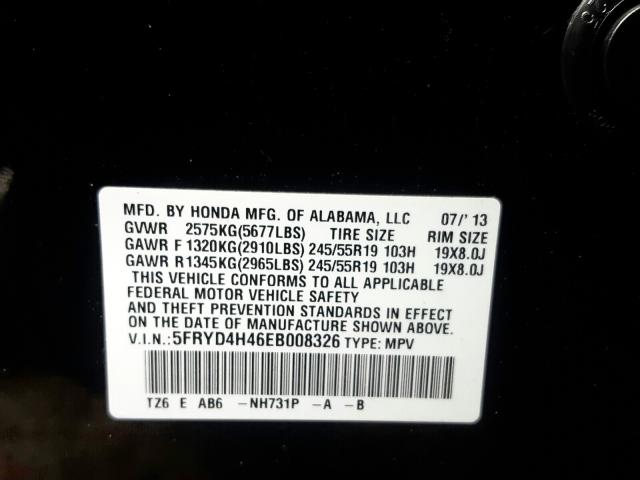 MFD. BY HONDA MFG. OF ALABAMA, LLC 07/'13
GVWR 2575KG(5677LBS) TIRE SIZE RIM SIZE
GAWR F 1320KG(2910LBS) 245/55R19 103H 19X8.0J
GAWR R1345KG(2965LBS) 245/55R19 103H 19X8.0J
THIS VEHICLE CONFORMS TO ALL APPLICABLE
FEDERAL MOTOR VEHICLE SAFETY
AND THEFT PREVENTION STANDARDS IN EFFECT
ON THE DATE OF MANUFACTURE SHOWN ABOVE.
V.I.N.:5FRYD4H46EB008326 TYPE: MPV
TZ6 E AB6 -NH731P -A -B